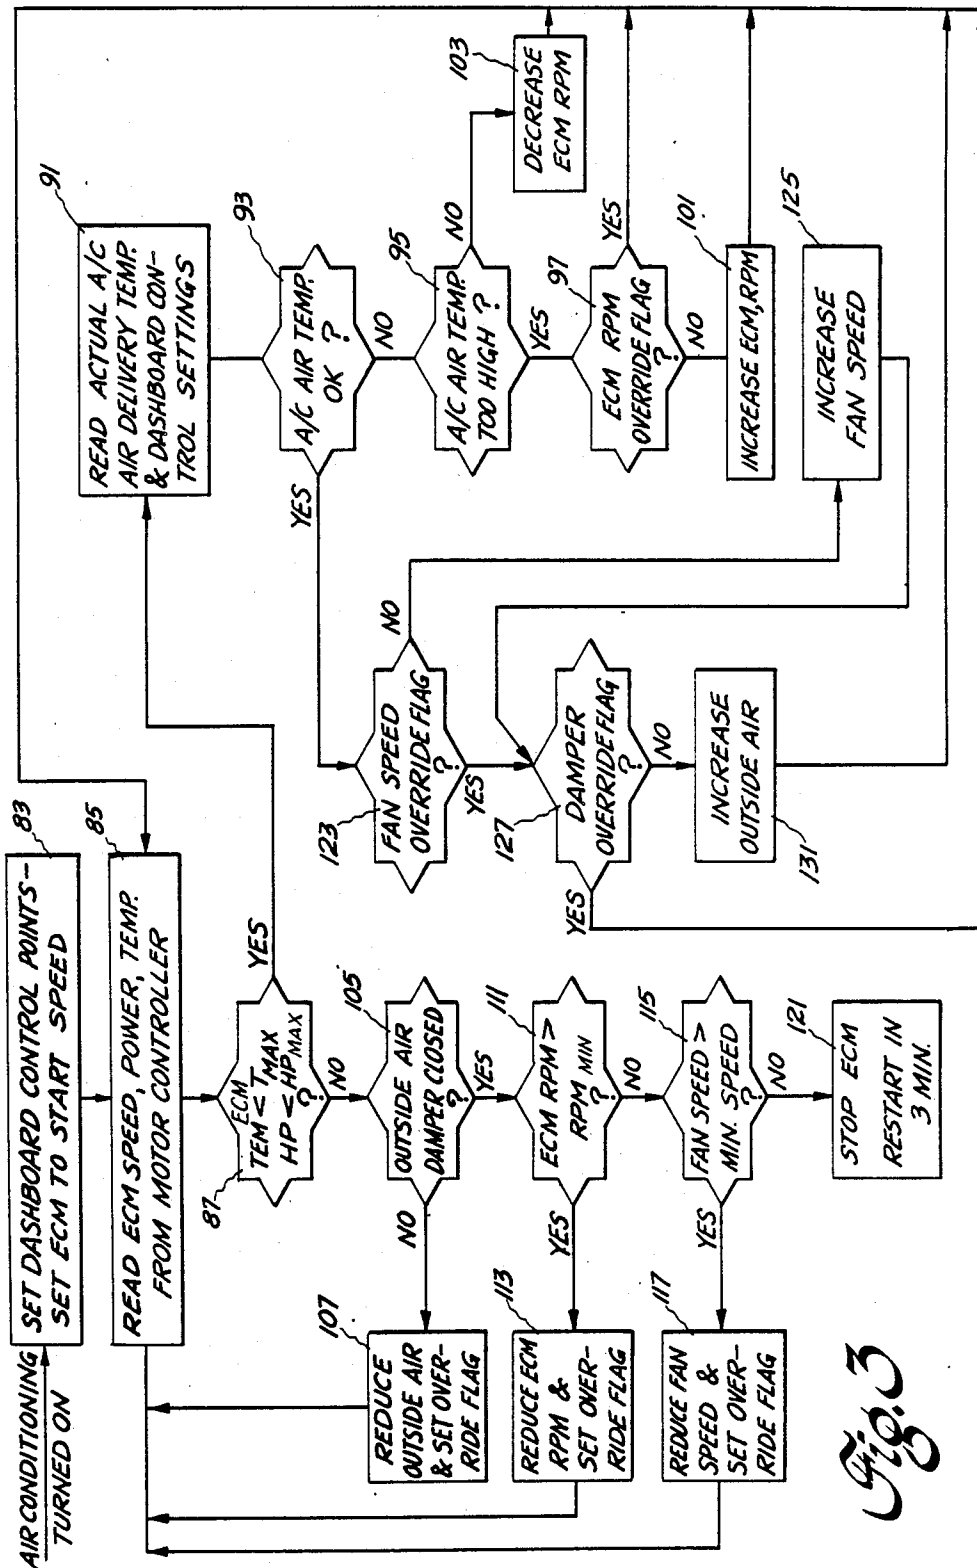 AIR CONDITIONING
TURNED ON
SET DASHBOARD CONTROL POINTS-
SET ECM TO START SPEED
83
READ ECM SPEED, POWER, TEMP.
FROM MOTOR CONTROLLER
85
ECM
TEM < TMAX
HP < HPMAX
?
87
YES
NO
OUTSIDE AIR
DAMPER CLOSED
?
105
NO
YES
REDUCE
OUTSIDE AIR
& SET OVER-
RIDE FLAG
107
ECM RPM >
RPM MIN
?
111
YES
NO
REDUCE ECM
RPM &
SET OVER-
RIDE FLAG
113
FAN SPEED >
MIN. SPEED
?
115
YES
NO
REDUCE FAN
SPEED &
SET OVER-
RIDE FLAG
117
STOP ECM
RESTART IN
3 MIN.
121
READ ACTUAL A/C
AIR DELIVERY TEMP.
& DASHBOARD CON-
TROL SETTINGS
91
A/C AIR TEMP.
OK ?
93
YES
NO
A/C AIR TEMP.
TOO HIGH ?
95
NO
YES
DECREASE
ECM RPM
103
ECM RPM
OVERRIDE FLAG
?
97
YES
NO
INCREASE ECM, RPM
101
FAN SPEED
OVERRIDE FLAG
?
123
NO
YES
INCREASE
FAN SPEED
125
DAMPER
OVERRIDE FLAG
?
127
YES
NO
INCREASE
OUTSIDE AIR
131
Fig. 3